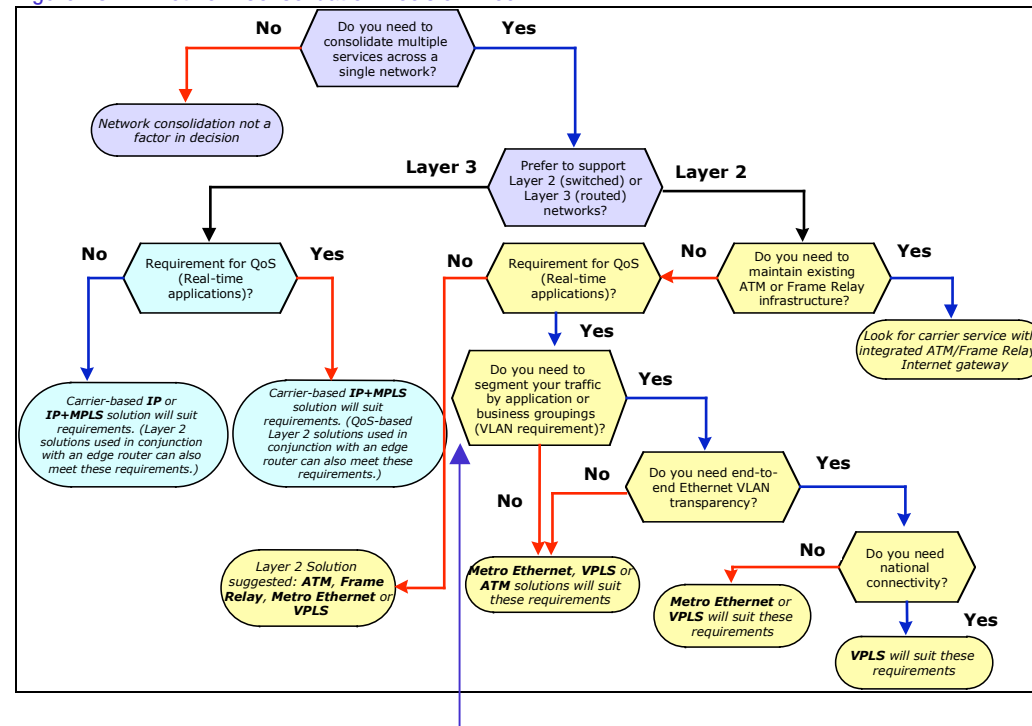 No
Do you need to
consolidate multiple
services across a
single network?
Yes
Network consolidation not a
factor in decision
Layer 3
Prefer to support
Layer 2 (switched) or
Layer 3 (routed)
networks?
Layer 2
No
Requirement for QoS
(Real-time
applications)?
Yes
No
Requirement for QoS
(Real-time
applications)?
No
Do you need to
maintain existing
ATM or Frame Relay
infrastructure?
Yes
Look for carrier service with
integrated ATM/Frame Relay
Internet gateway
Yes
Do you need to
segment your traffic
by application or
business groupings
(VLAN requirement)?
Yes
Carrier-based IP or
IP+MPLS solution will suit
requirements. (Layer 2
solutions used in conjunction
with an edge router can also
meet these requirements.)
Carrier-based IP+MPLS
solution will suit
requirements. (QoS-based
Layer 2 solutions used in
conjunction with an edge
router can also meet these
requirements.)
No
No
Do you need end-to-
end Ethernet VLAN
transparency?
Yes
Layer 2 Solution
suggested: ATM, Frame
Relay, Metro Ethernet or
VPLS
Metro Ethernet, VPLS or
ATM solutions will suit
these requirements
No
Do you need
national
connectivity?
Metro Ethernet or
VPLS will suit these
requirements
Yes
VPLS will suit these
requirements